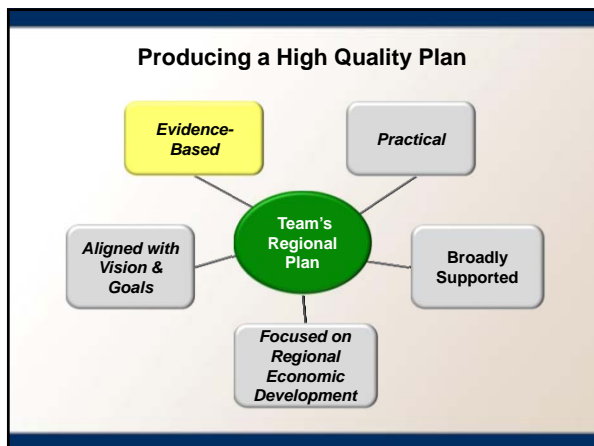 Producing a High Quality Plan
Evidence-
Based
Practical
Team's
Regional
Plan
Aligned with
Vision &
Goals
Broadly
Supported
Focused on
Regional
Economic
Development